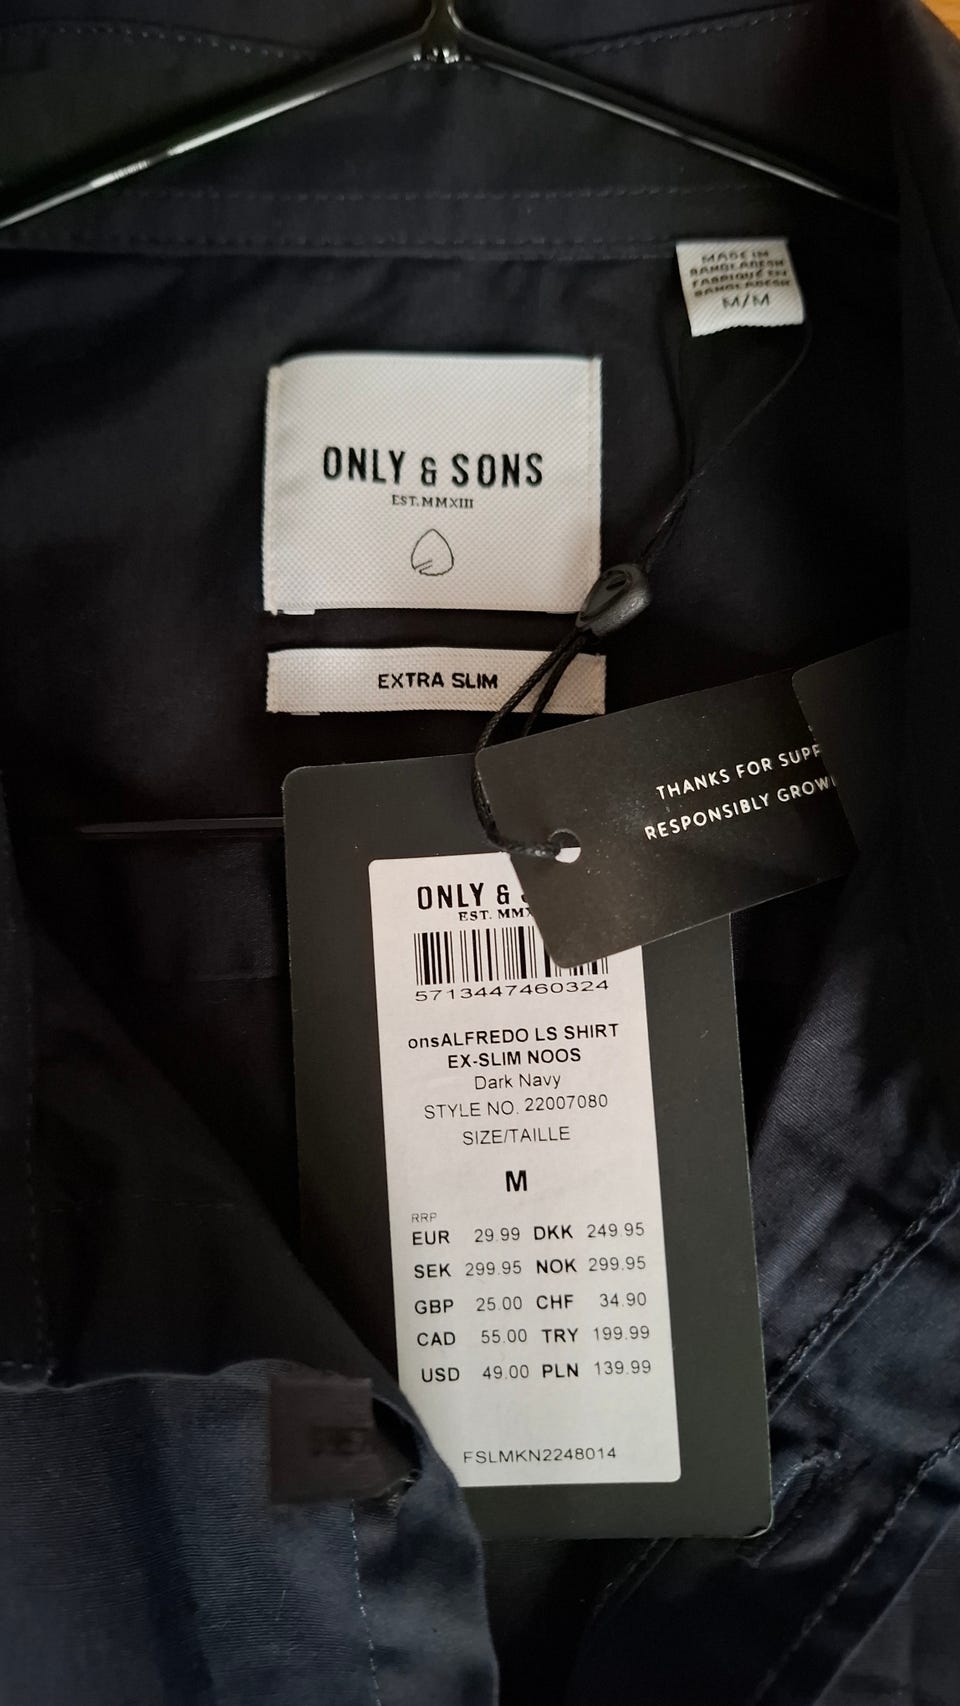 MADE IN
BANGLADESH
FABRIQUÉ EN
BANGLADESH
M/M
ONLY & SONS
EST.MMXIII
EXTRA SLIM
THANKS FOR
RESPONSIBLY
ONLY &
EST.
5713447460324
onsALFREDO LS SHIRT
EX-SLIM NOOS
Dark Navy
STYLE NO. 22007080
SIZE/TAILLE
M
RRP
EUR 29.99 DKK 249.95
SEK 299.95 NOK 299.95
GBP 25.00 CHF 34.90
CAD 55.00 TRY 199.99
USD 49.00 PLN 139.99
FSLMKN2248014